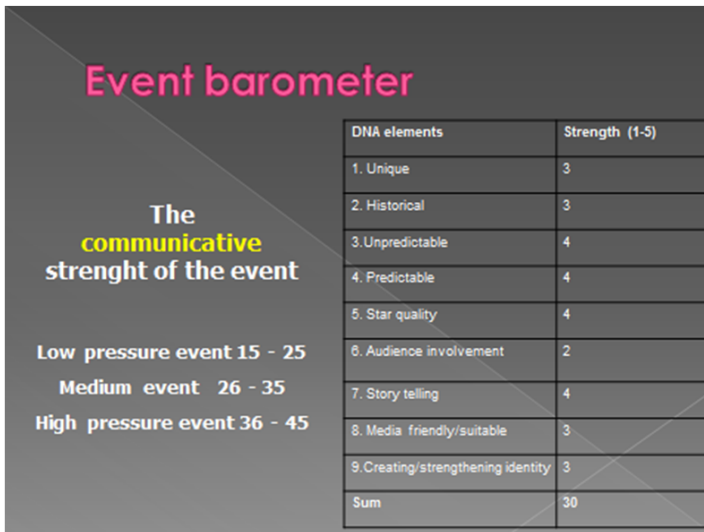 Event barometer
The
communicative
strenght of the event
Low pressure event 15 - 25
Medium event 26 - 35
High pressure event 36 - 45
DNA elements Strength (1-5)
1. Unique 3
2. Historical 3
3.Unpredictable 4
4. Predictable 4
5. Star quality 4
6. Audience involvement 2
7. Story telling 4
8. Media friendly/suitable 3
9.Creating/strengthening identity 3
Sum 30